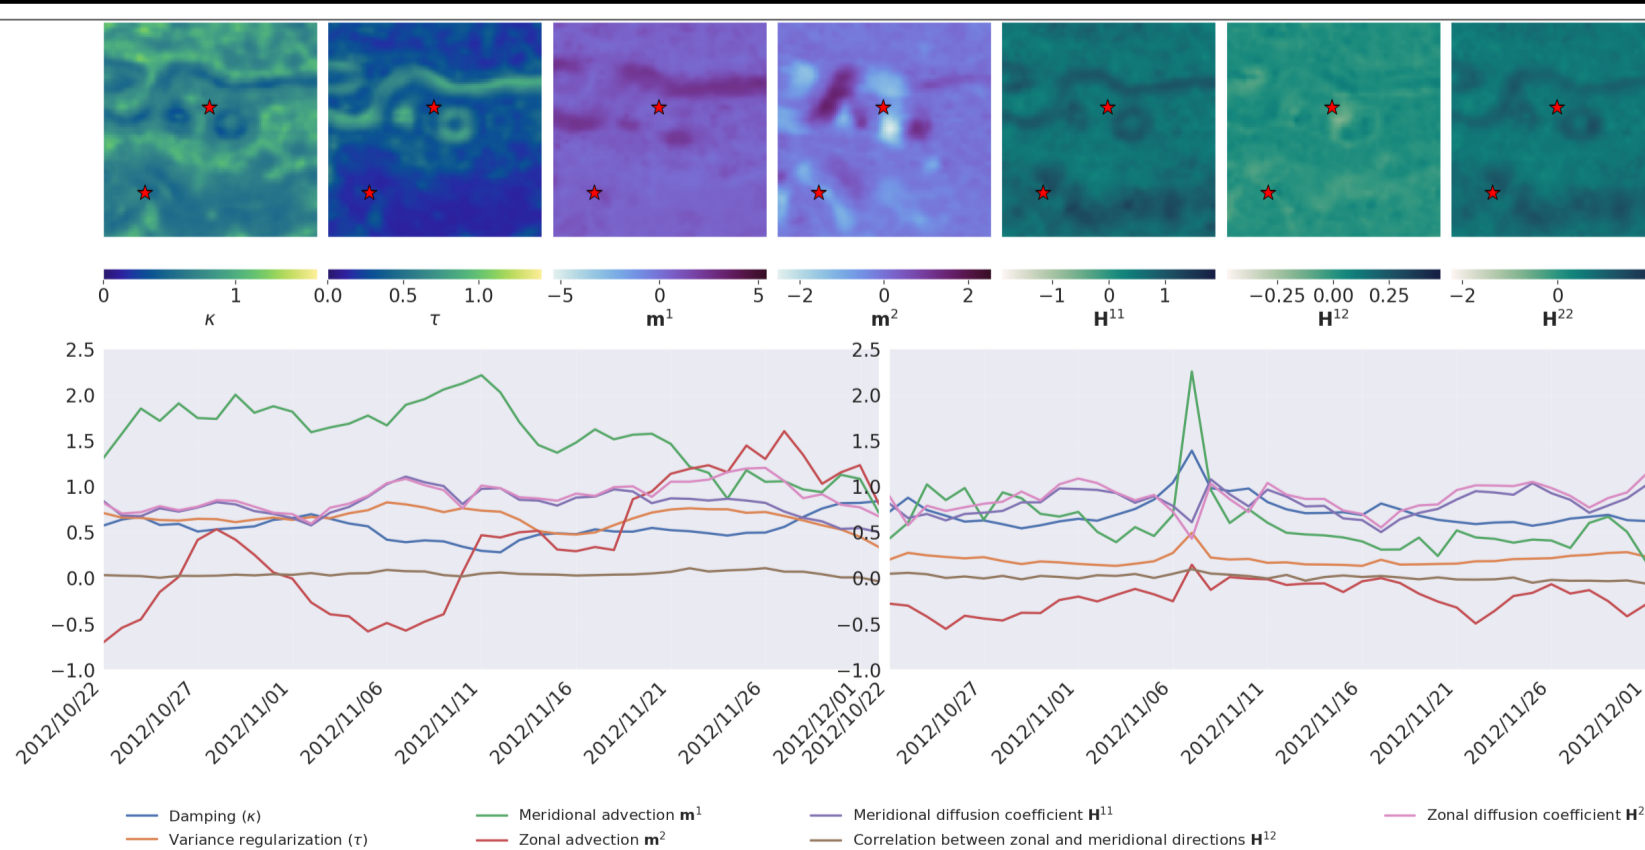 0 1 0.0 0.5 1.0 −5 0 5 −2 0 2 −1 0 1 −0.25 0.00 0.25 −2 0
κ τ m¹ m² H¹¹ H¹² H²²
2.5 2.5
2.0 2.0
1.5 1.5
1.0 1.0
0.5 0.5
0.0 0.0
−0.5 −0.5
−1.0 −1.0
2012/10/22 2012/10/27 2012/11/01 2012/11/06 2012/11/11 2012/11/16 2012/11/21 2012/11/26 2012/12/01 2012/10/22 2012/10/27 2012/11/01 2012/11/06 2012/11/11 2012/11/16 2012/11/21 2012/11/26 2012/12/01
Damping (κ) Meridional advection m¹ Meridional diffusion coefficient H¹¹ Zonal diffusion coefficient H²
Variance regularization (τ) Zonal advection m² Correlation between zonal and meridional directions H¹²